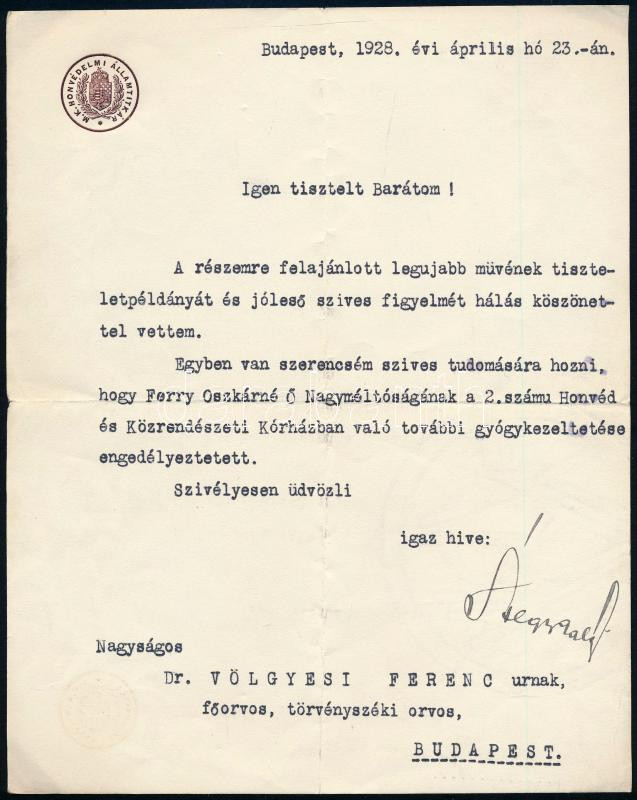 Budapest, 1928. évi április hó 23.-án.
M.K. HONVÉDELMI ÁLLAMTITKÁR
Igen tisztelt Barátom !
A részemre felajánlott legujabb müvének tiszte-
letpéldányát és jóleső szives figyelmét hálás köszönet-
tel vettem.
Egyben van szerencsém szives tudomására hozni,
hogy Ferry Oszkárné ő Nagyméltóságának a 2.számu Honvéd
és Közrendészeti Kórházban való további gyógykezeltetése
engedélyeztetett.
Szivélyesen üdvözli
igaz hive:
Nagyságos
Dr. VÖLGYESI FERENC urnak,
főorvos, törvényszéki orvos,
BUDAPEST.